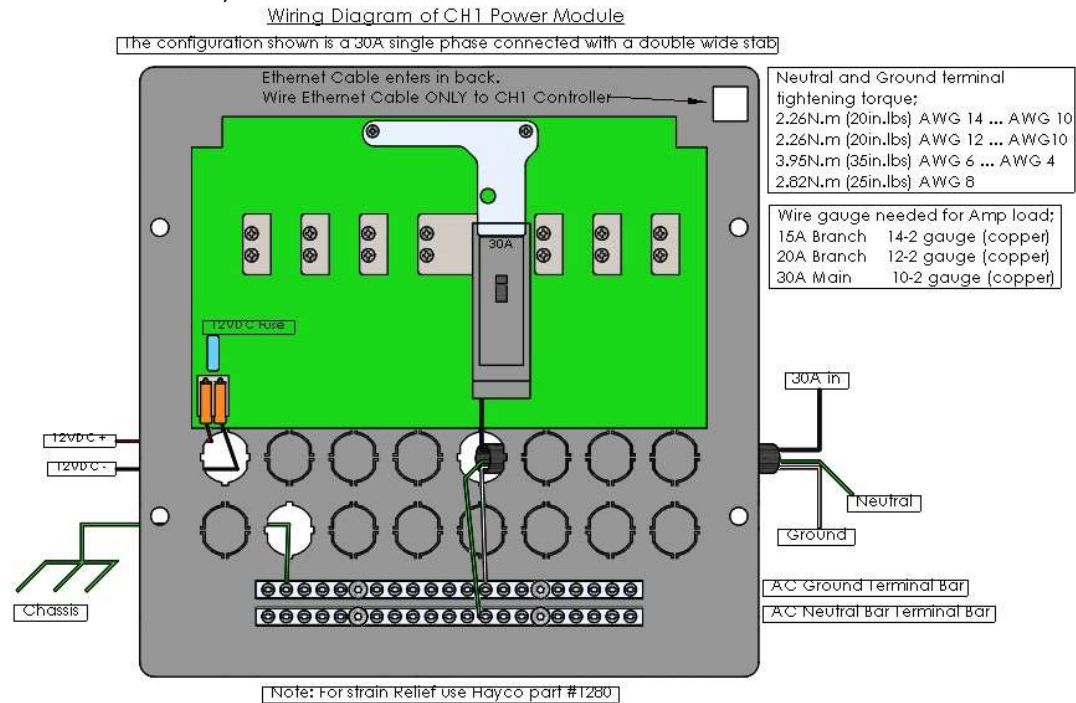 Wiring Diagram of CH1 Power Module
The configuration shown is a 30A single phase connected with a double wide stab
Ethernet Cable enters in back.
Wire Ethernet Cable ONLY to CH1 Controller
Neutral and Ground terminal
tightening torque;
2.26N.m (20in.lbs) AWG 14 ... AWG 10
2.26N.m (20in.lbs) AWG 12 ... AWG10
3.95N.m (35in.lbs) AWG 6 ... AWG 4
2.82N.m (25in.lbs) AWG 8
Wire gauge needed for Amp load;
15A Branch 14-2 gauge (copper)
20A Branch 12-2 gauge (copper)
30A Main 10-2 gauge (copper)
30A
12VDC Fuse
30A in
12VDC +
12VDC -
Neutral
Ground
Chassis
AC Ground Terminal Bar
AC Neutral Bar Terminal Bar
Note: For strain Relief use Hayco part #1280